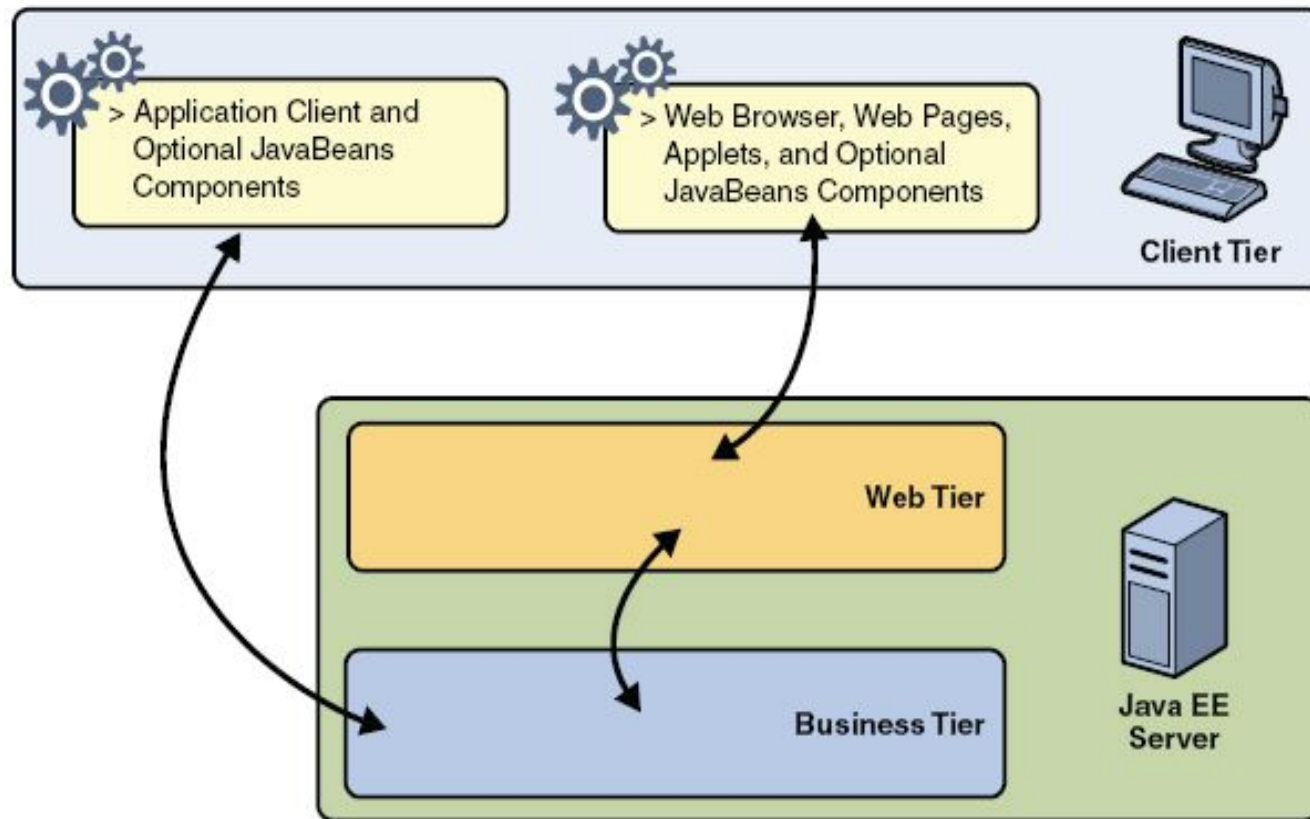 > Application Client and
Optional JavaBeans
Components
> Web Browser, Web Pages,
Applets, and Optional
JavaBeans Components
Client Tier
Web Tier
Business Tier
Java EE
Server